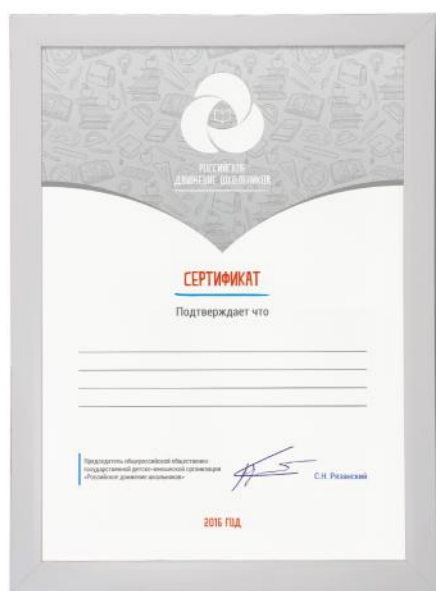 РОССИЙСКОЕ
ДВИЖЕНИЕ ШКОЛЬНИКОВ
СЕРТИФИКАТ
Подтверждает что
Председатель общероссийской общественно-
государственной детско-юношеской организации
«Российское движение школьников»
С.Н. Рязанский
2016 ГОД